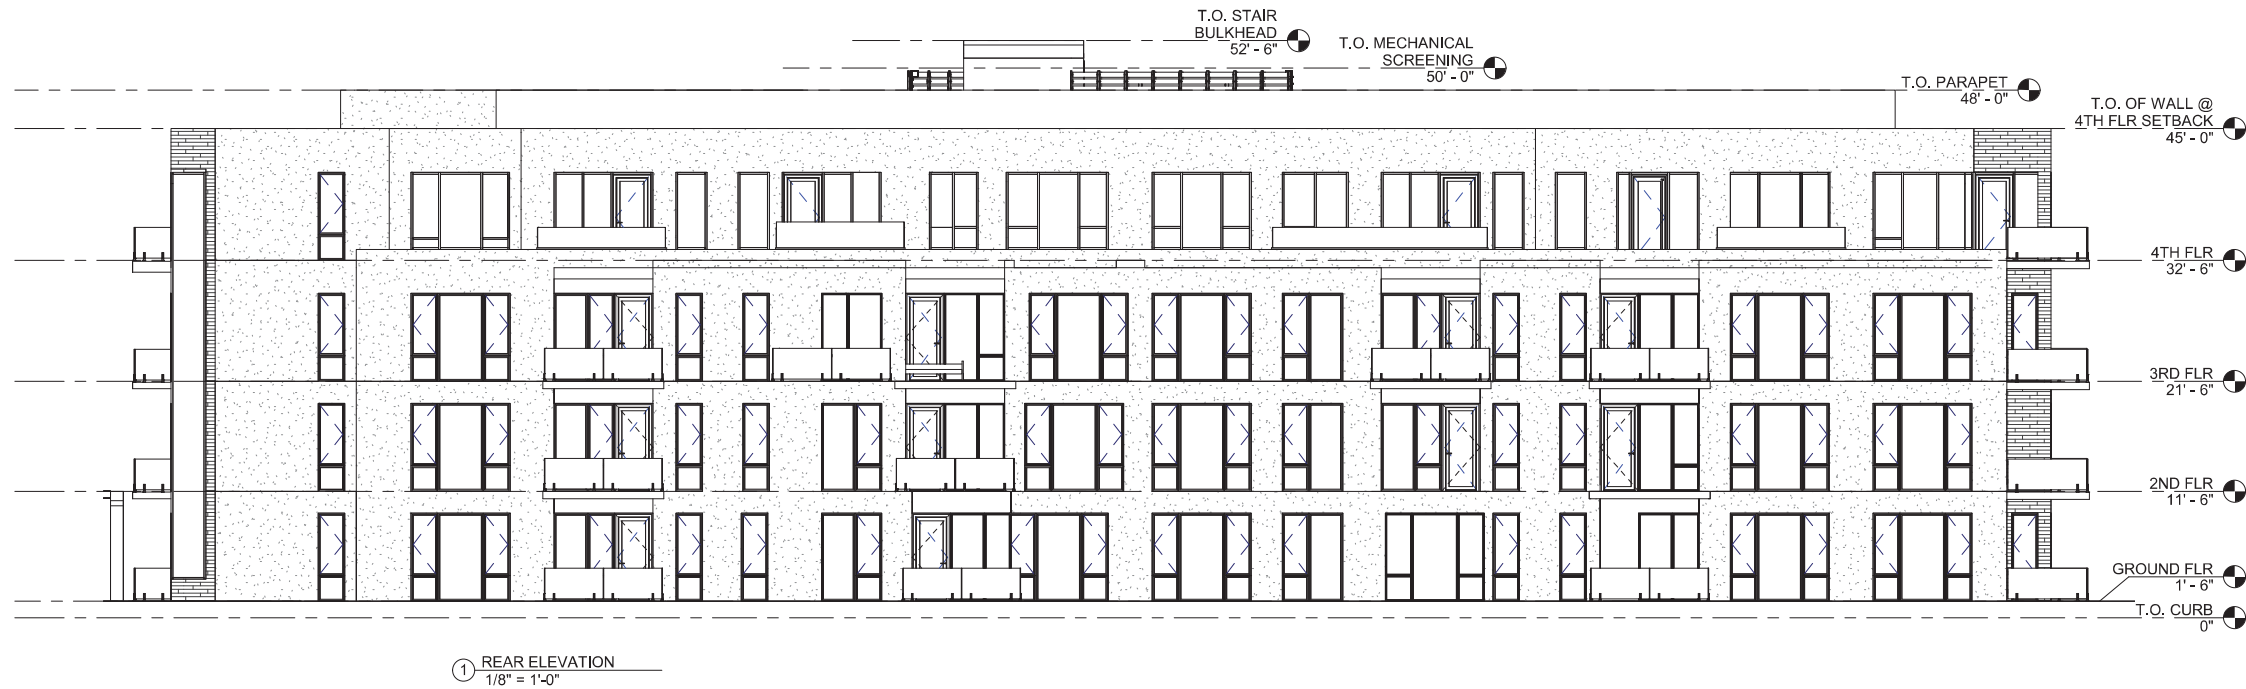 T.O. STAIR
BULKHEAD
52' - 6"
T.O. MECHANICAL
SCREENING
50' - 0"
T.O. PARAPET
48' - 0"
T.O. OF WALL @
4TH FLR SETBACK
45' - 0"
4TH FLR
32' - 6"
3RD FLR
21' - 6"
2ND FLR
11' - 6"
GROUND FLR
1' - 6"
T.O. CURB
0"
1
REAR ELEVATION
1/8" = 1'-0"